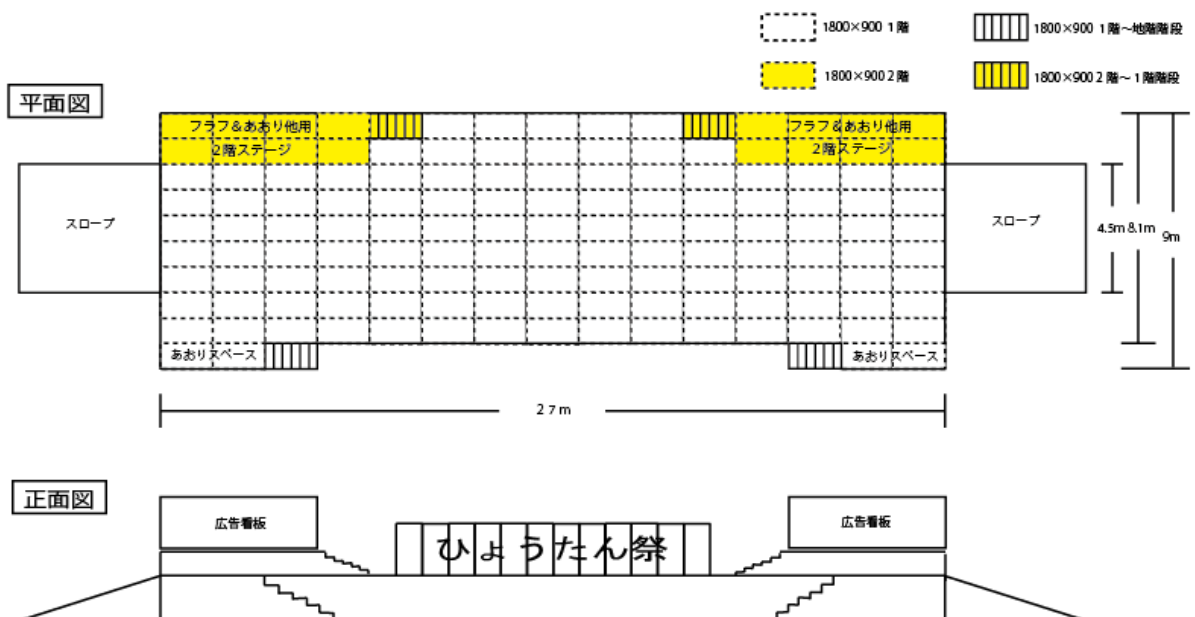 1800×900 1階
1800×900 1階～地階階段
1800×900 2階
1800×900 2階～1階階段
平面図
フラフ＆あおり他用
2階ステージ
フラフ＆あおり他用
2階ステージ
スロープ
スロープ
4.5m
8.1m
9m
あおりスペース
あおりスペース
27m
正面図
広告看板
広告看板
ひょうたん祭